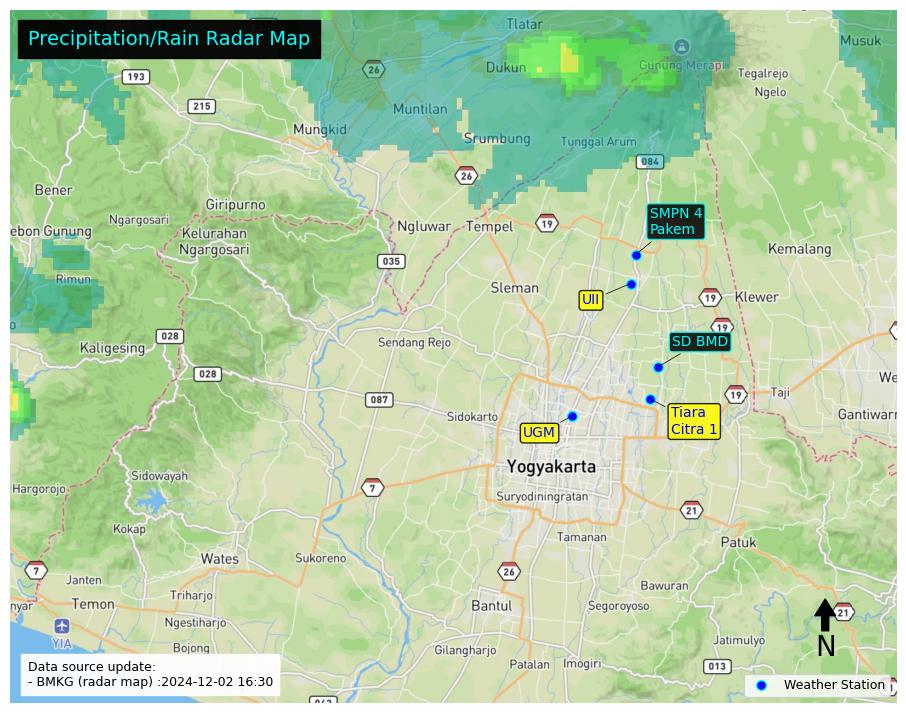 Precipitation/Rain Radar Map
Tlatar
Musuk
26
Dukun
Gunung Merapi
193
Tegalrejo
Ngelo
215
Muntilan
Mungkid
Srumbung
Tunggal Arum
084
26
Bener
Giripurno
Ngargosari
SMPN 4
Pakem
ebon Gunung
Kelurahan
Ngargosari
Ngluwar
Tempel
19
Kemalang
035
Rimun
Sleman
UII
19
Klewer
19
028
Kaligesing
Sendang Rejo
SD BMD
028
We
087
19
Taji
Sidokarto
Tiara
Citra 1
Gantiwarn
UGM
Yogyakarta
Sidowayah
Hargorojo
7
Suryodiningratan
21
Kokap
Tamanan
Patuk
Wates
Sukoreno
7
26
Janten
Bawuran
Triharjo
nyar
Temon
Bantul
Segoroyoso
21
Ngestiharjo
YIA
Bojong
Gilangharjo
Jatimulyo
N
Patalan
Imogiri
013
Data source update:
- BMKG (radar map) :2024-12-02 16:30
Weather Station